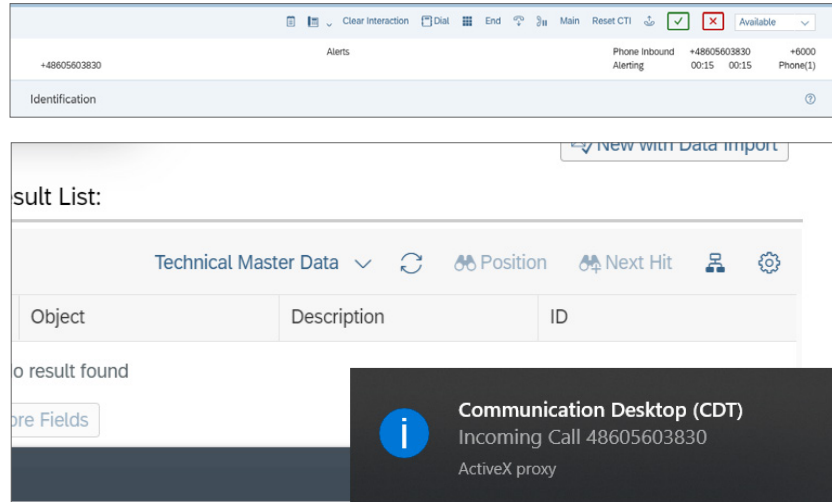 Clear Interaction Dial End Main Reset CTI Available
Alerts Phone Inbound +48605603830 +6000
+48605603830 Alerting 00:15 00:15 Phone(1)
Identification
New with Data Import
sult List:
Technical Master Data Position Next Hit
Object Description ID
o result found
ore Fields
Communication Desktop (CDT)
Incoming Call 48605603830
ActiveX proxy